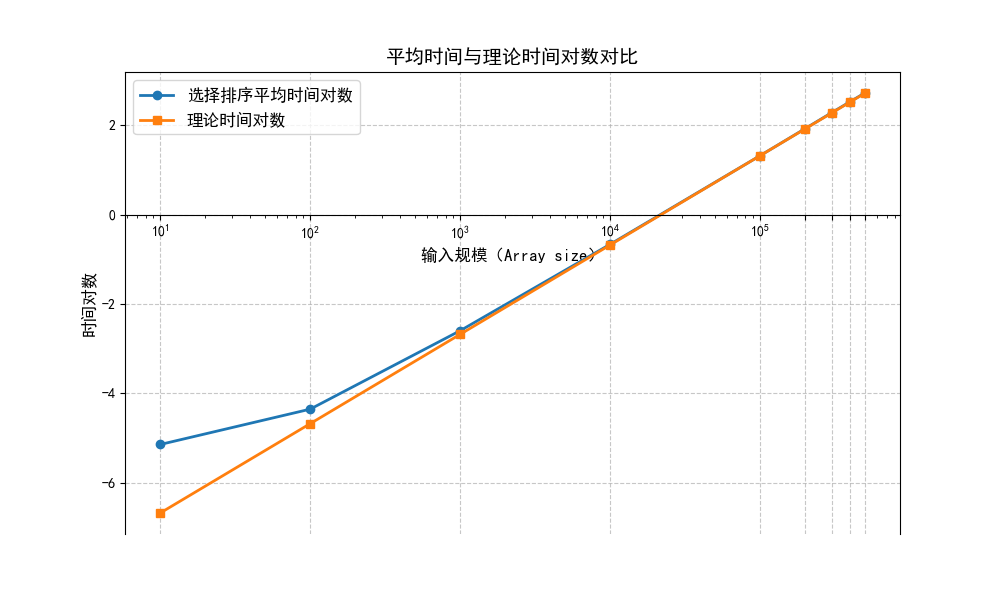 平均时间与理论时间对数对比
选择排序平均时间对数
理论时间对数
2
0
−2
−4
−6
10¹ 10² 10³ 10⁴ 10⁵
输入规模（Array size）
时间对数